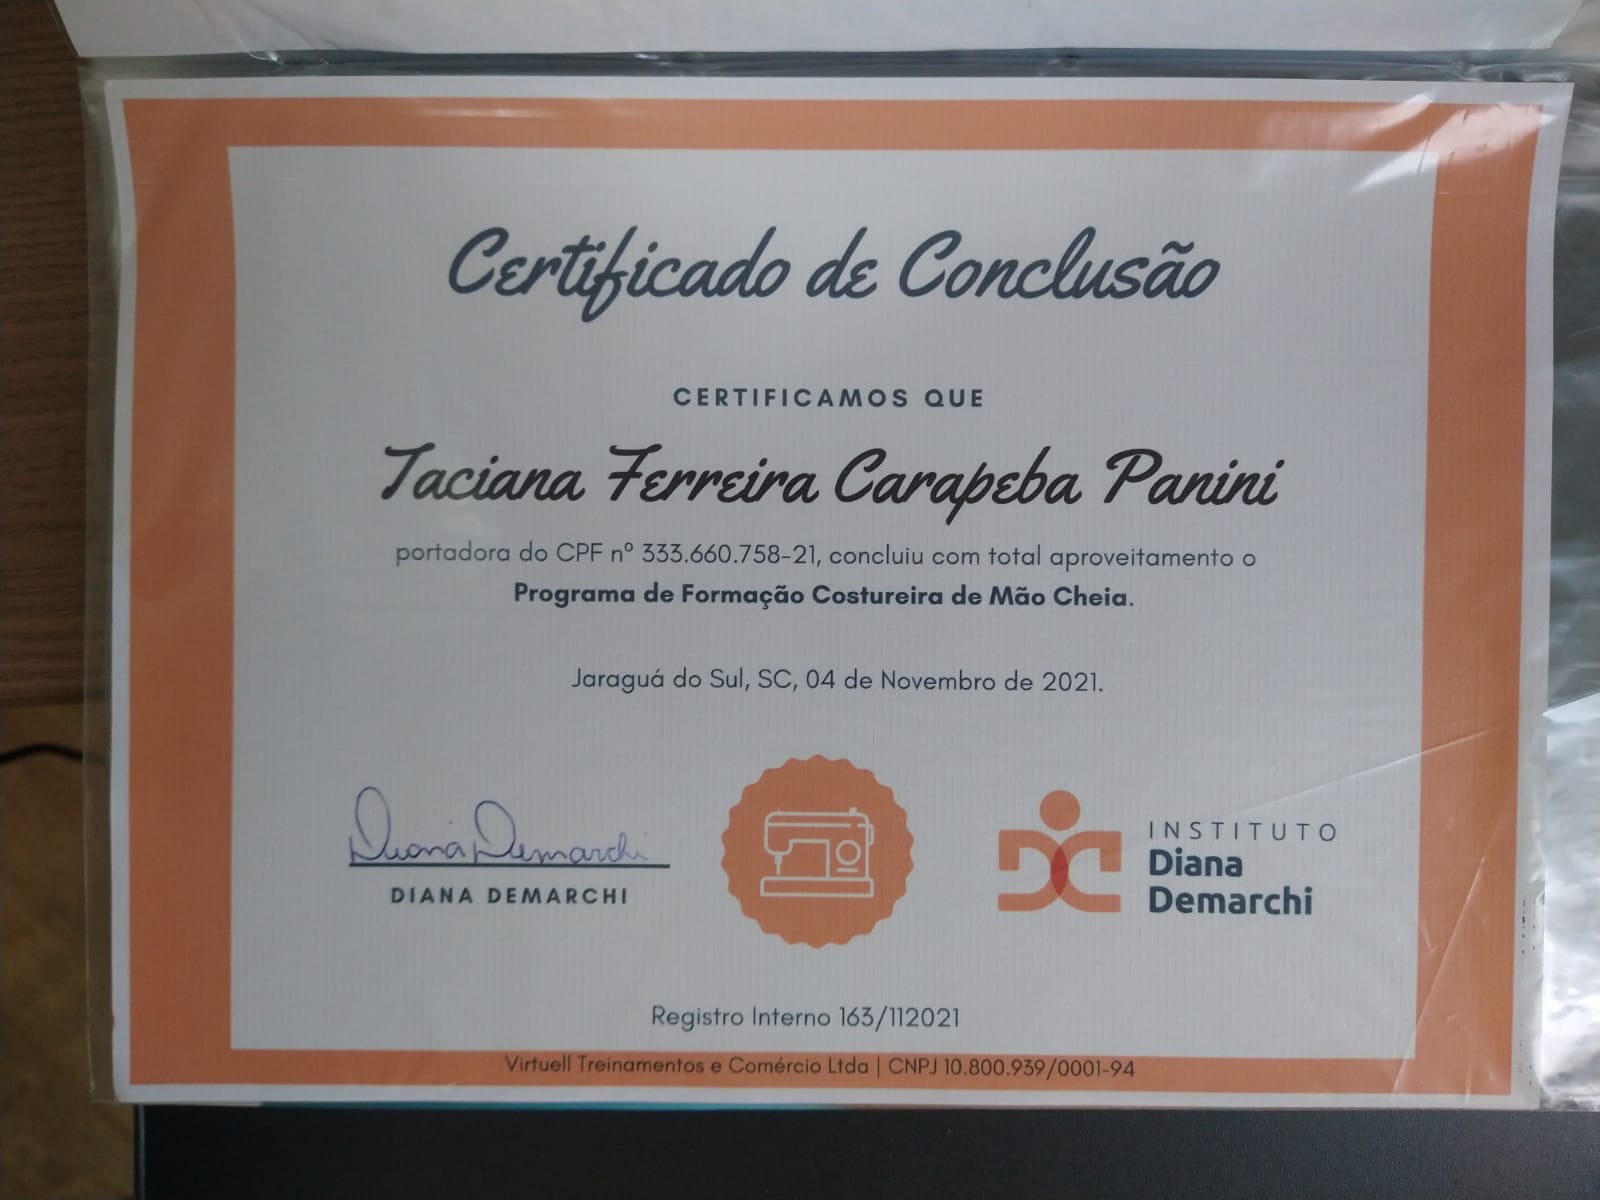 Certificado de Conclusão
CERTIFICAMOS QUE
Taciana Ferreira Carapeba Panini
portadora do CPF nº 333.660.758-21, concluiu com total aproveitamento o
Programa de Formação Costureira de Mão Cheia.
Jaraguá do Sul, SC, 04 de Novembro de 2021.
Diana Demarchi
DIANA DEMARCHI
INSTITUTO
Diana
Demarchi
Registro Interno 163/112021
Virtuell Treinamentos e Comércio Ltda | CNPJ 10.800.939/0001-94